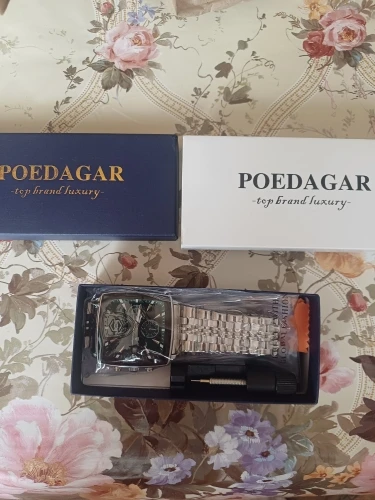 POEDAGAR
-top brand luxury-
POEDAGAR
-top brand luxury-